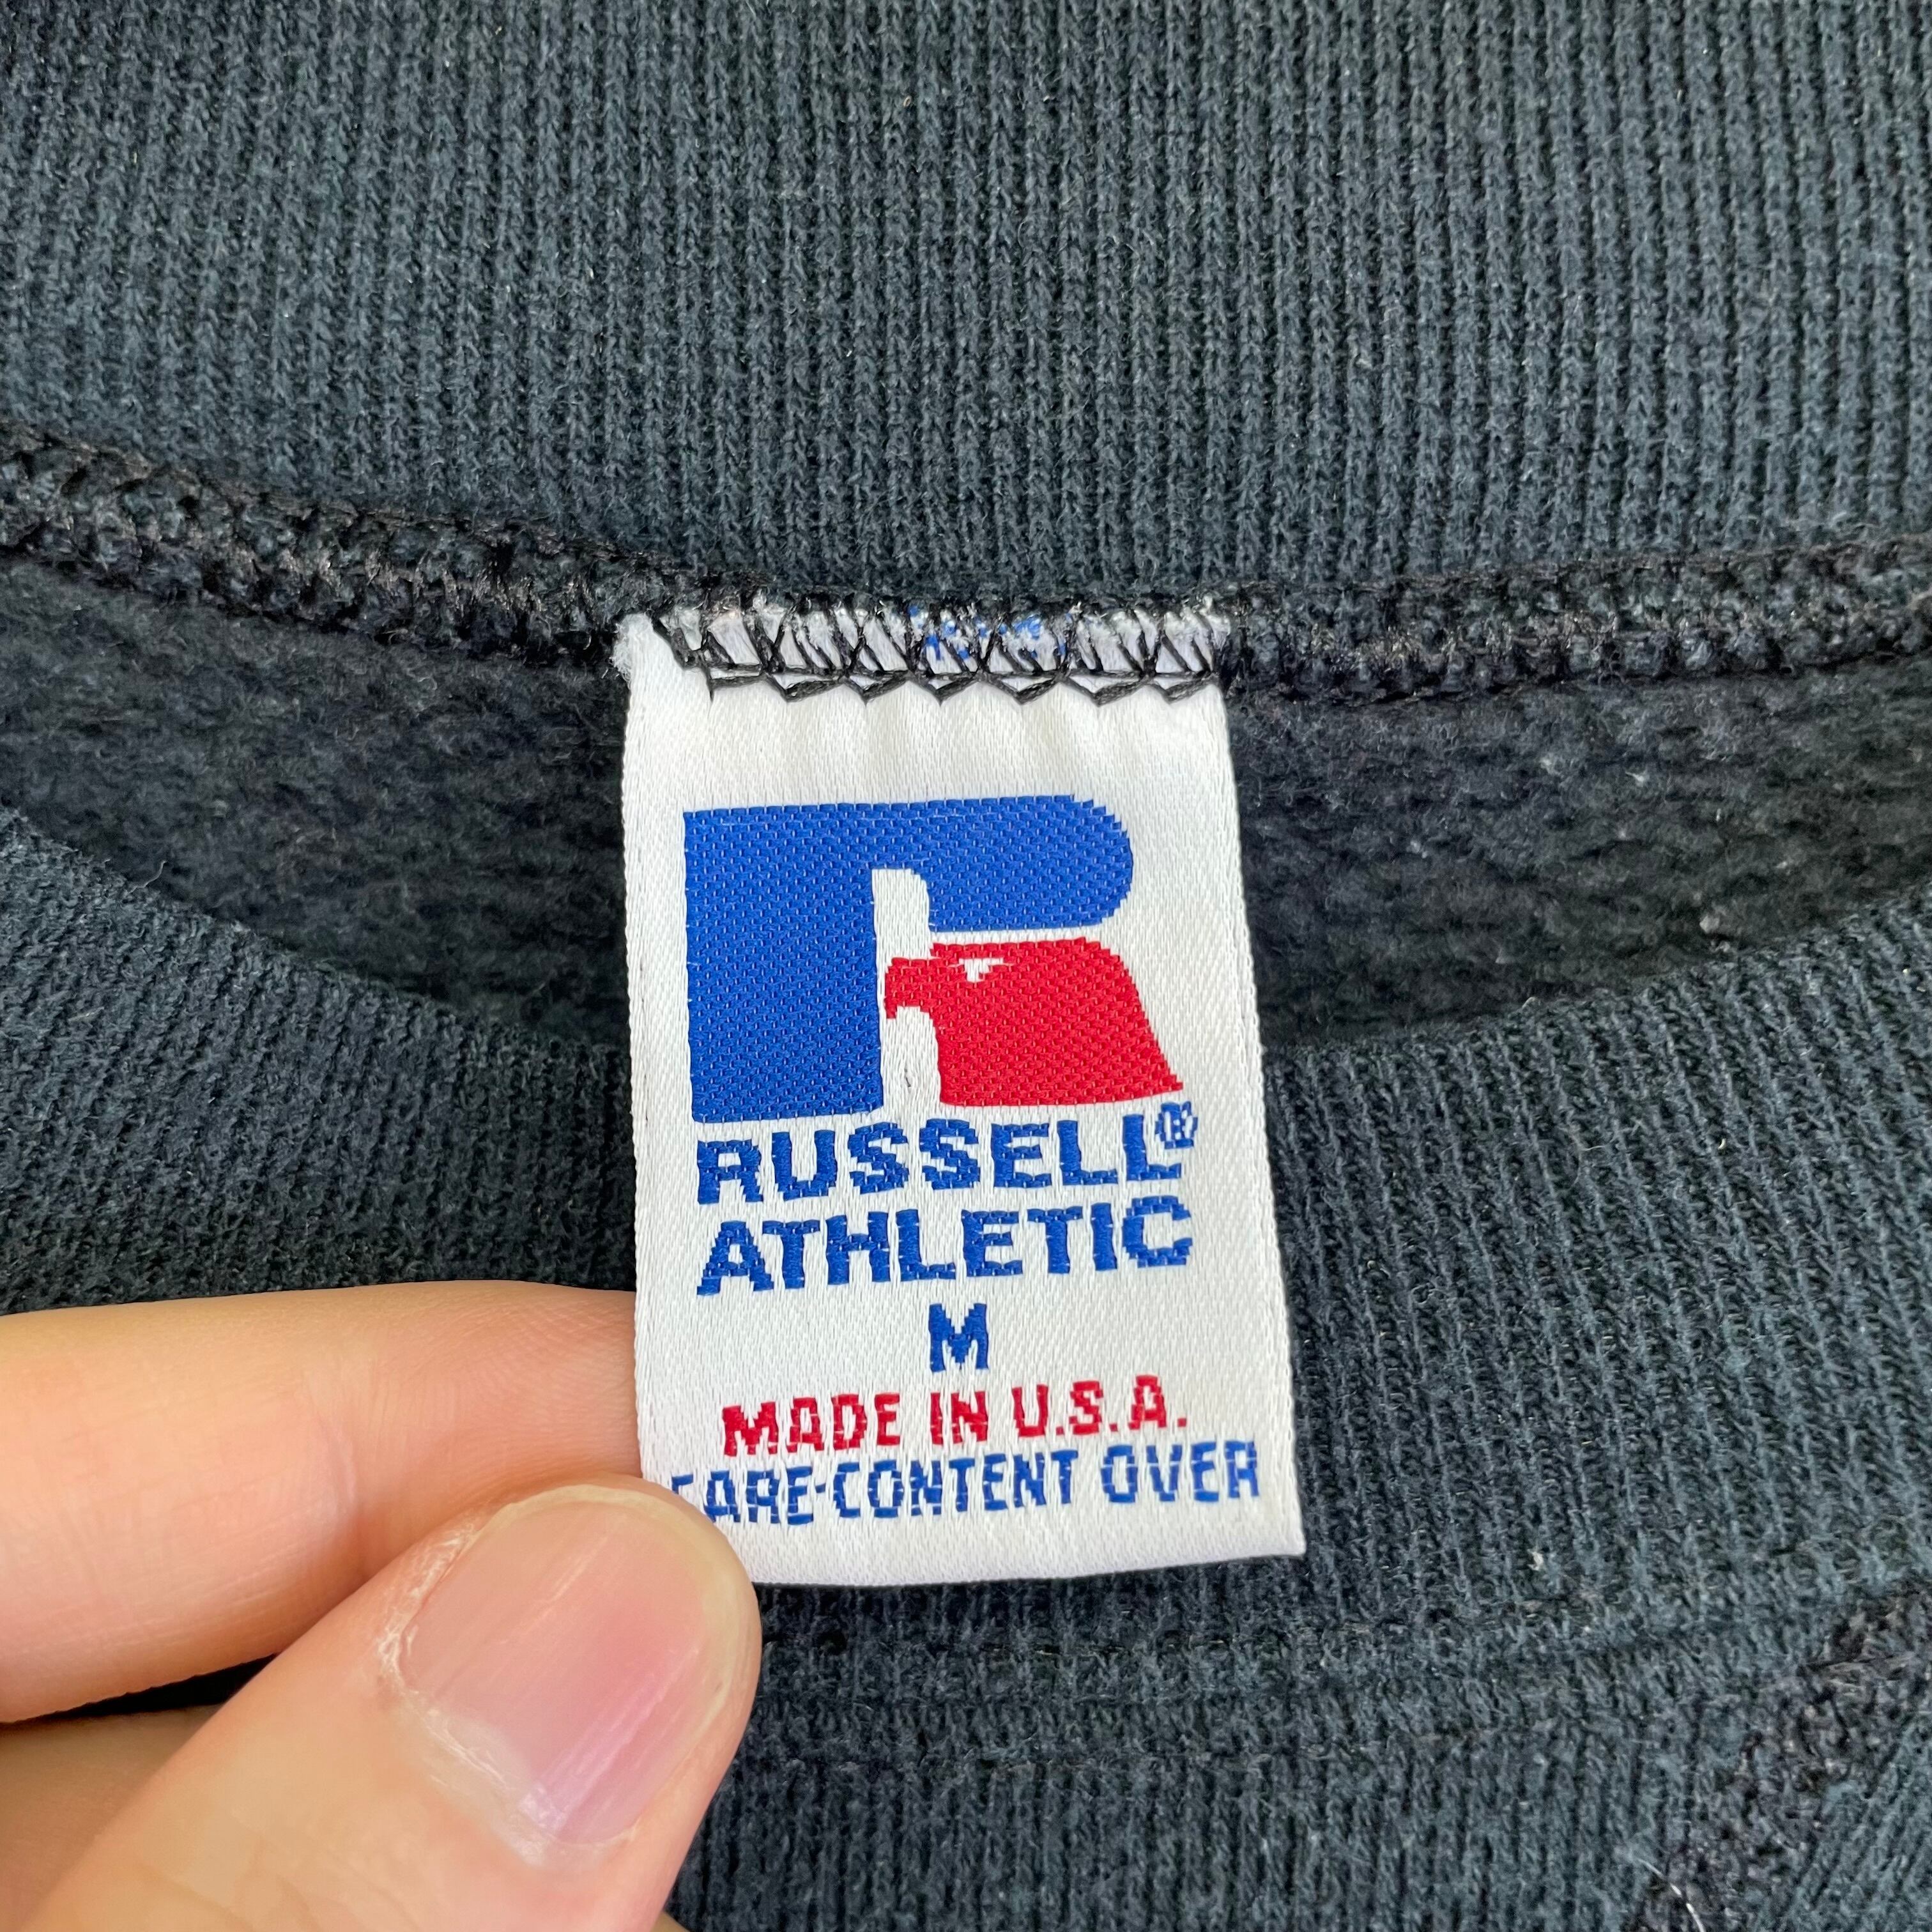 RUSSELL®
ATHLETIC
M
MADE IN U.S.A.
CARE-CONTENT OVER